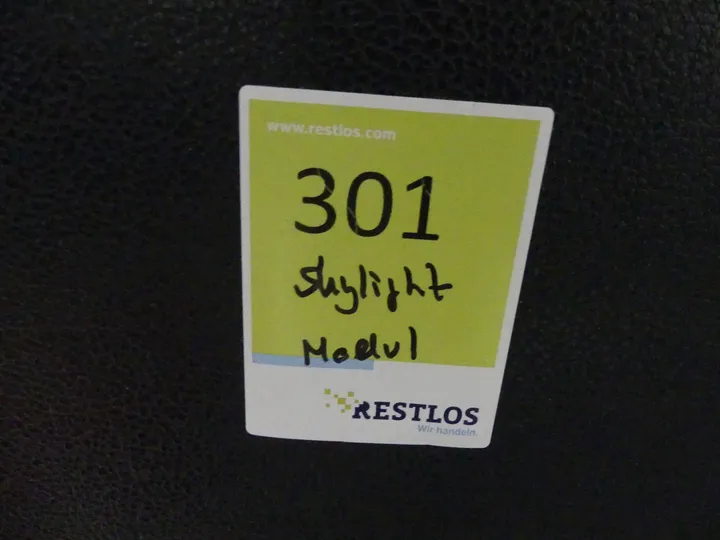 www.restlos.com
301
Skylight
Modul
RESTLOS
Wir handeln.